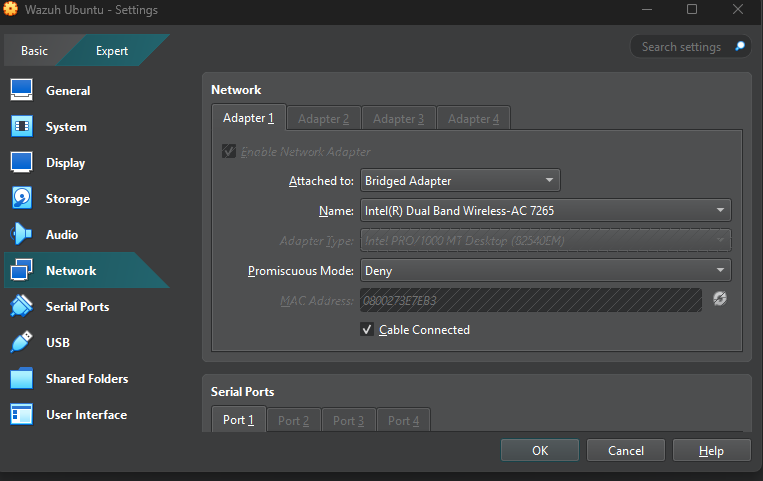 Wazuh Ubuntu - Settings
Basic
Expert
Search settings
General
System
Display
Storage
Audio
Network
Serial Ports
USB
Shared Folders
User Interface
Network
Adapter 1
Adapter 2
Adapter 3
Adapter 4
Enable Network Adapter
Attached to: Bridged Adapter
Name: Intel(R) Dual Band Wireless-AC 7265
Adapter Type: Intel PRO/1000 MT Desktop (82540EM)
Promiscuous Mode: Deny
MAC Address: 0800273E7EB3
Cable Connected
Serial Ports
Port 1
Port 2
Port 3
Port 4
OK
Cancel
Help